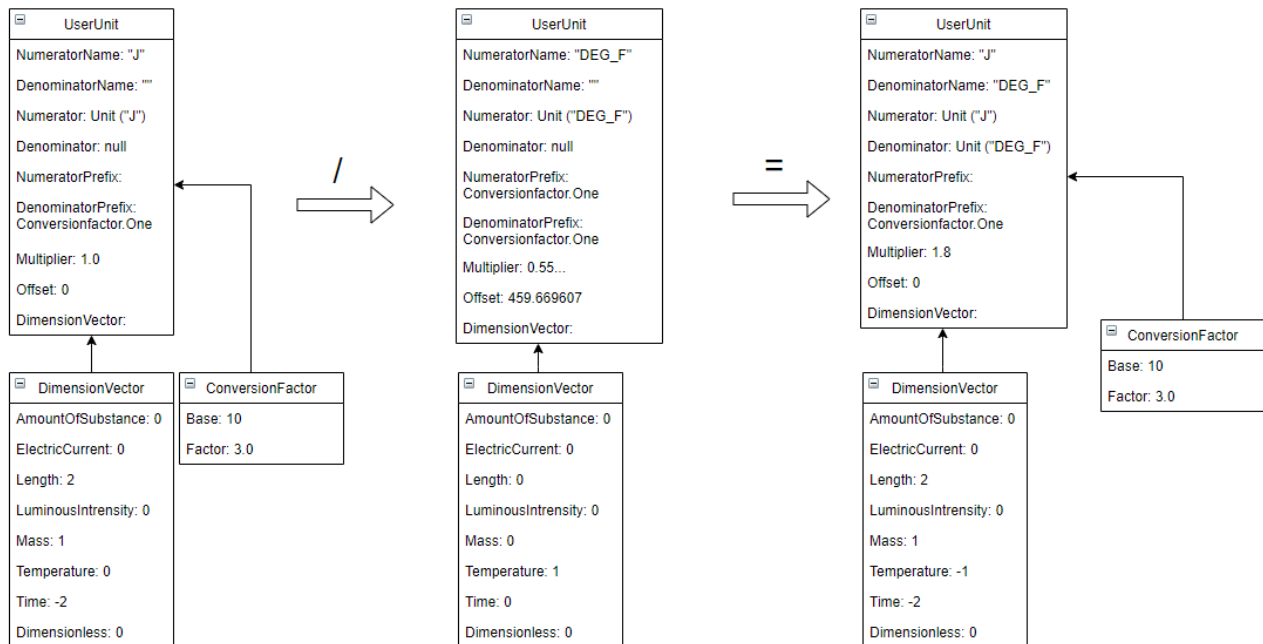 UserUnit
NumeratorName: "J"
DenominatorName: ""
Numerator: Unit ("J")
Denominator: null
NumeratorPrefix:
DenominatorPrefix:
Conversionfactor.One
Multiplier: 1.0
Offset: 0
DimensionVector:
DimensionVector
AmountOfSubstance: 0
ElectricCurrent: 0
Length: 2
LuminousIntrensity: 0
Mass: 1
Temperature: 0
Time: -2
Dimensionless: 0
ConversionFactor
Base: 10
Factor: 3.0
/
UserUnit
NumeratorName: "DEG_F"
DenominatorName: ""
Numerator: Unit ("DEG_F")
Denominator: null
NumeratorPrefix:
Conversionfactor.One
DenominatorPrefix:
Conversionfactor.One
Multiplier: 0.55...
Offset: 459.669607
DimensionVector:
DimensionVector
AmountOfSubstance: 0
ElectricCurrent: 0
Length: 0
LuminousIntrensity: 0
Mass: 0
Temperature: 1
Time: 0
Dimensionless: 0
=
UserUnit
NumeratorName: "J"
DenominatorName: "DEG_F"
Numerator: Unit ("J")
Denominator: Unit ("DEG_F")
NumeratorPrefix:
DenominatorPrefix:
Conversionfactor.One
Multiplier: 1.8
Offset: 0
DimensionVector:
DimensionVector
AmountOfSubstance: 0
ElectricCurrent: 0
Length: 2
LuminousIntrensity: 0
Mass: 1
Temperature: -1
Time: -2
Dimensionless: 0
ConversionFactor
Base: 10
Factor: 3.0